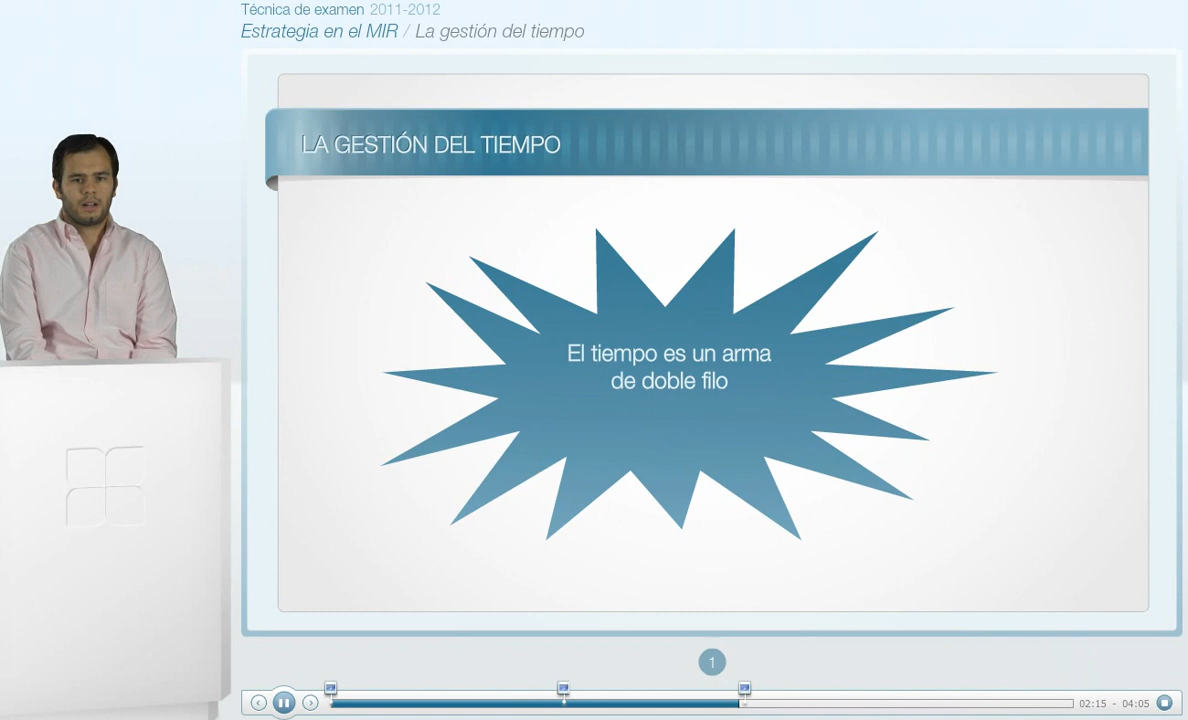 Técnica de examen 2011-2012
Estrategia en el MIR / La gestión del tiempo
LA GESTIÓN DEL TIEMPO
El tiempo es un arma
de doble filo
1
02:15 - 04:05